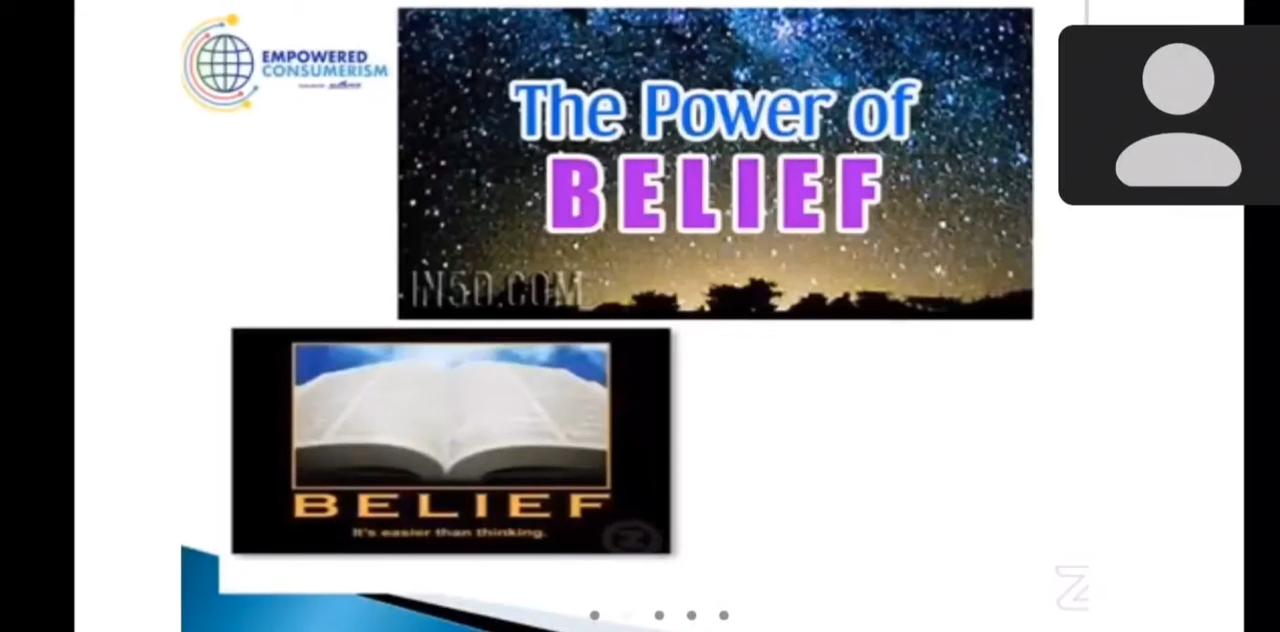 EMPOWERED
CONSUMERISM
The Power of
BELIEF
IN5D.COM
BELIEF
It's easier than thinking.